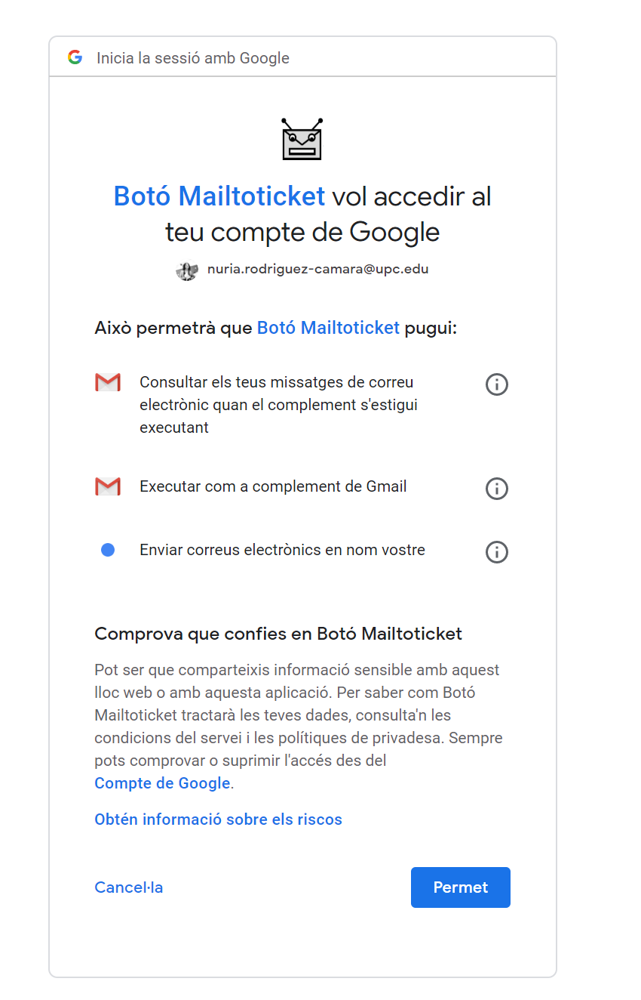 Inicia la sessió amb Google
Botó Mailtoticket vol accedir al
teu compte de Google
nuria.rodriguez-camara@upc.edu
Això permetrà que Botó Mailtoticket pugui:
Consultar els teus missatges de correu
electrònic quan el complement s'estigui
executant
Executar com a complement de Gmail
Enviar correus electrònics en nom vostre
Comprova que confies en Botó Mailtoticket
Pot ser que comparteixis informació sensible amb aquest
lloc web o amb aquesta aplicació. Per saber com Botó
Mailtoticket tractarà les teves dades, consulta'n les
condicions del servei i les polítiques de privadesa. Sempre
pots comprovar o suprimir l'accés des del
Compte de Google.
Obtén informació sobre els riscos
Cancel·la
Permet